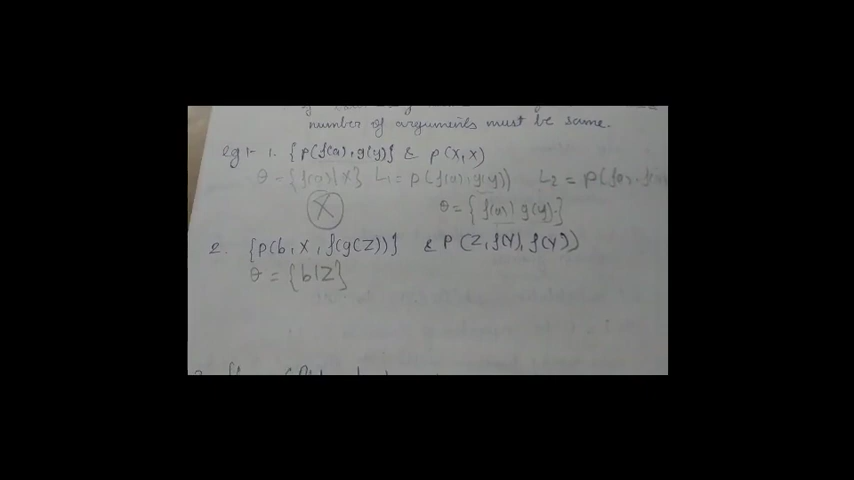 number of arguments must be same.
eg:- 1. {P(f(a), g(y)} & P(X,X)
θ = {f(a)|X} L₁ = P(f(a), g(y)) L₂ = P(f(a), f(a)
X θ = {f(a)| g(y).}
2. {P(b, X, f(g(Z))} & P(Z, f(Y), f(Y))
θ = {b|Z}